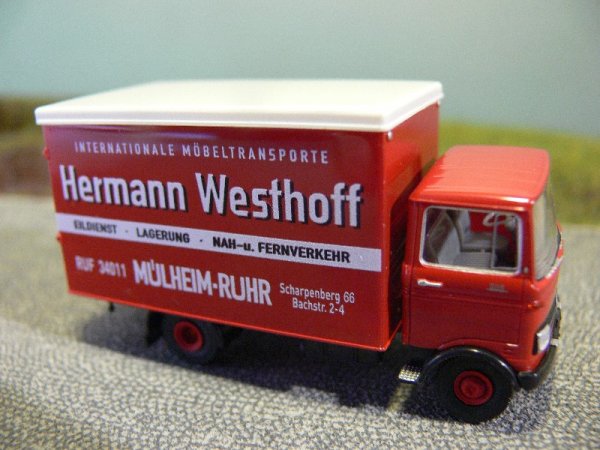 INTERNATIONALE MÖBELTRANSPORTE
Hermann Westhoff
EILDIENST · LAGERUNG · NAH-u. FERNVERKEHR
RUF 34011 MÜLHEIM-RUHR
Scharpenberg 66
Bachstr. 2-4